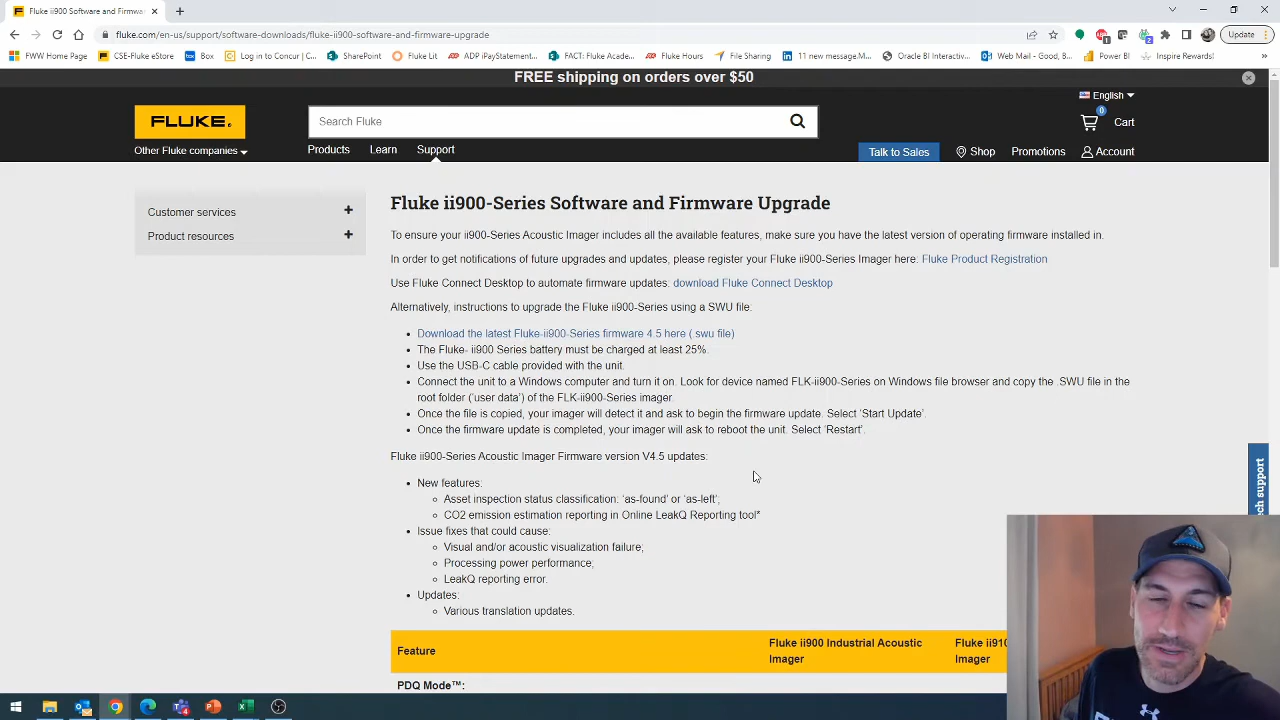 Fluke ii900 Software and Firmwa
fluke.com/en-us/support/software-downloads/fluke-ii900-software-and-firmware-upgrade
Update
FWW Home Page
CSE-Fluke eStore
Box
Log in to Concur | C...
SharePoint
Fluke Lit
ADP iPayStatement...
FACT: Fluke Acade...
Fluke Hours
File Sharing
11 new message.M...
Oracle BI Interactiv...
Web Mail - Good, B...
Power BI
Inspire Rewards!
FREE shipping on orders over $50
English
FLUKE®
Search Fluke
0
Cart
Other Fluke companies
Products
Learn
Support
Talk to Sales
Shop
Promotions
Account
Customer services +
Product resources +
Fluke ii900-Series Software and Firmware Upgrade
To ensure your ii900-Series Acoustic Imager includes all the available features, make sure you have the latest version of operating firmware installed in.
In order to get notifications of future upgrades and updates, please register your Fluke ii900-Series Imager here: Fluke Product Registration
Use Fluke Connect Desktop to automate firmware updates: download Fluke Connect Desktop
Alternatively, instructions to upgrade the Fluke ii900-Series using a SWU file:
• Download the latest Fluke-ii900-Series firmware 4.5 here (.swu file)
• The Fluke- ii900 Series battery must be charged at least 25%.
• Use the USB-C cable provided with the unit.
• Connect the unit to a Windows computer and turn it on. Look for device named FLK-ii900-Series on Windows file browser and copy the .SWU file in the
root folder ('user data') of the FLK-ii900-Series imager.
• Once the file is copied, your imager will detect it and ask to begin the firmware update. Select 'Start Update'.
• Once the firmware update is completed, your imager will ask to reboot the unit. Select 'Restart'.
Fluke ii900-Series Acoustic Imager Firmware version V4.5 updates:
• New features:
○ Asset inspection status classification: 'as-found' or 'as-left';
○ CO2 emission estimation reporting in Online LeakQ Reporting tool*
• Issue fixes that could cause:
○ Visual and/or acoustic visualization failure;
○ Processing power performance;
○ LeakQ reporting error.
• Updates:
○ Various translation updates.
Feature
Fluke ii900 Industrial Acoustic
Imager
Fluke ii910
Imager
PDQ Mode™:
ch support